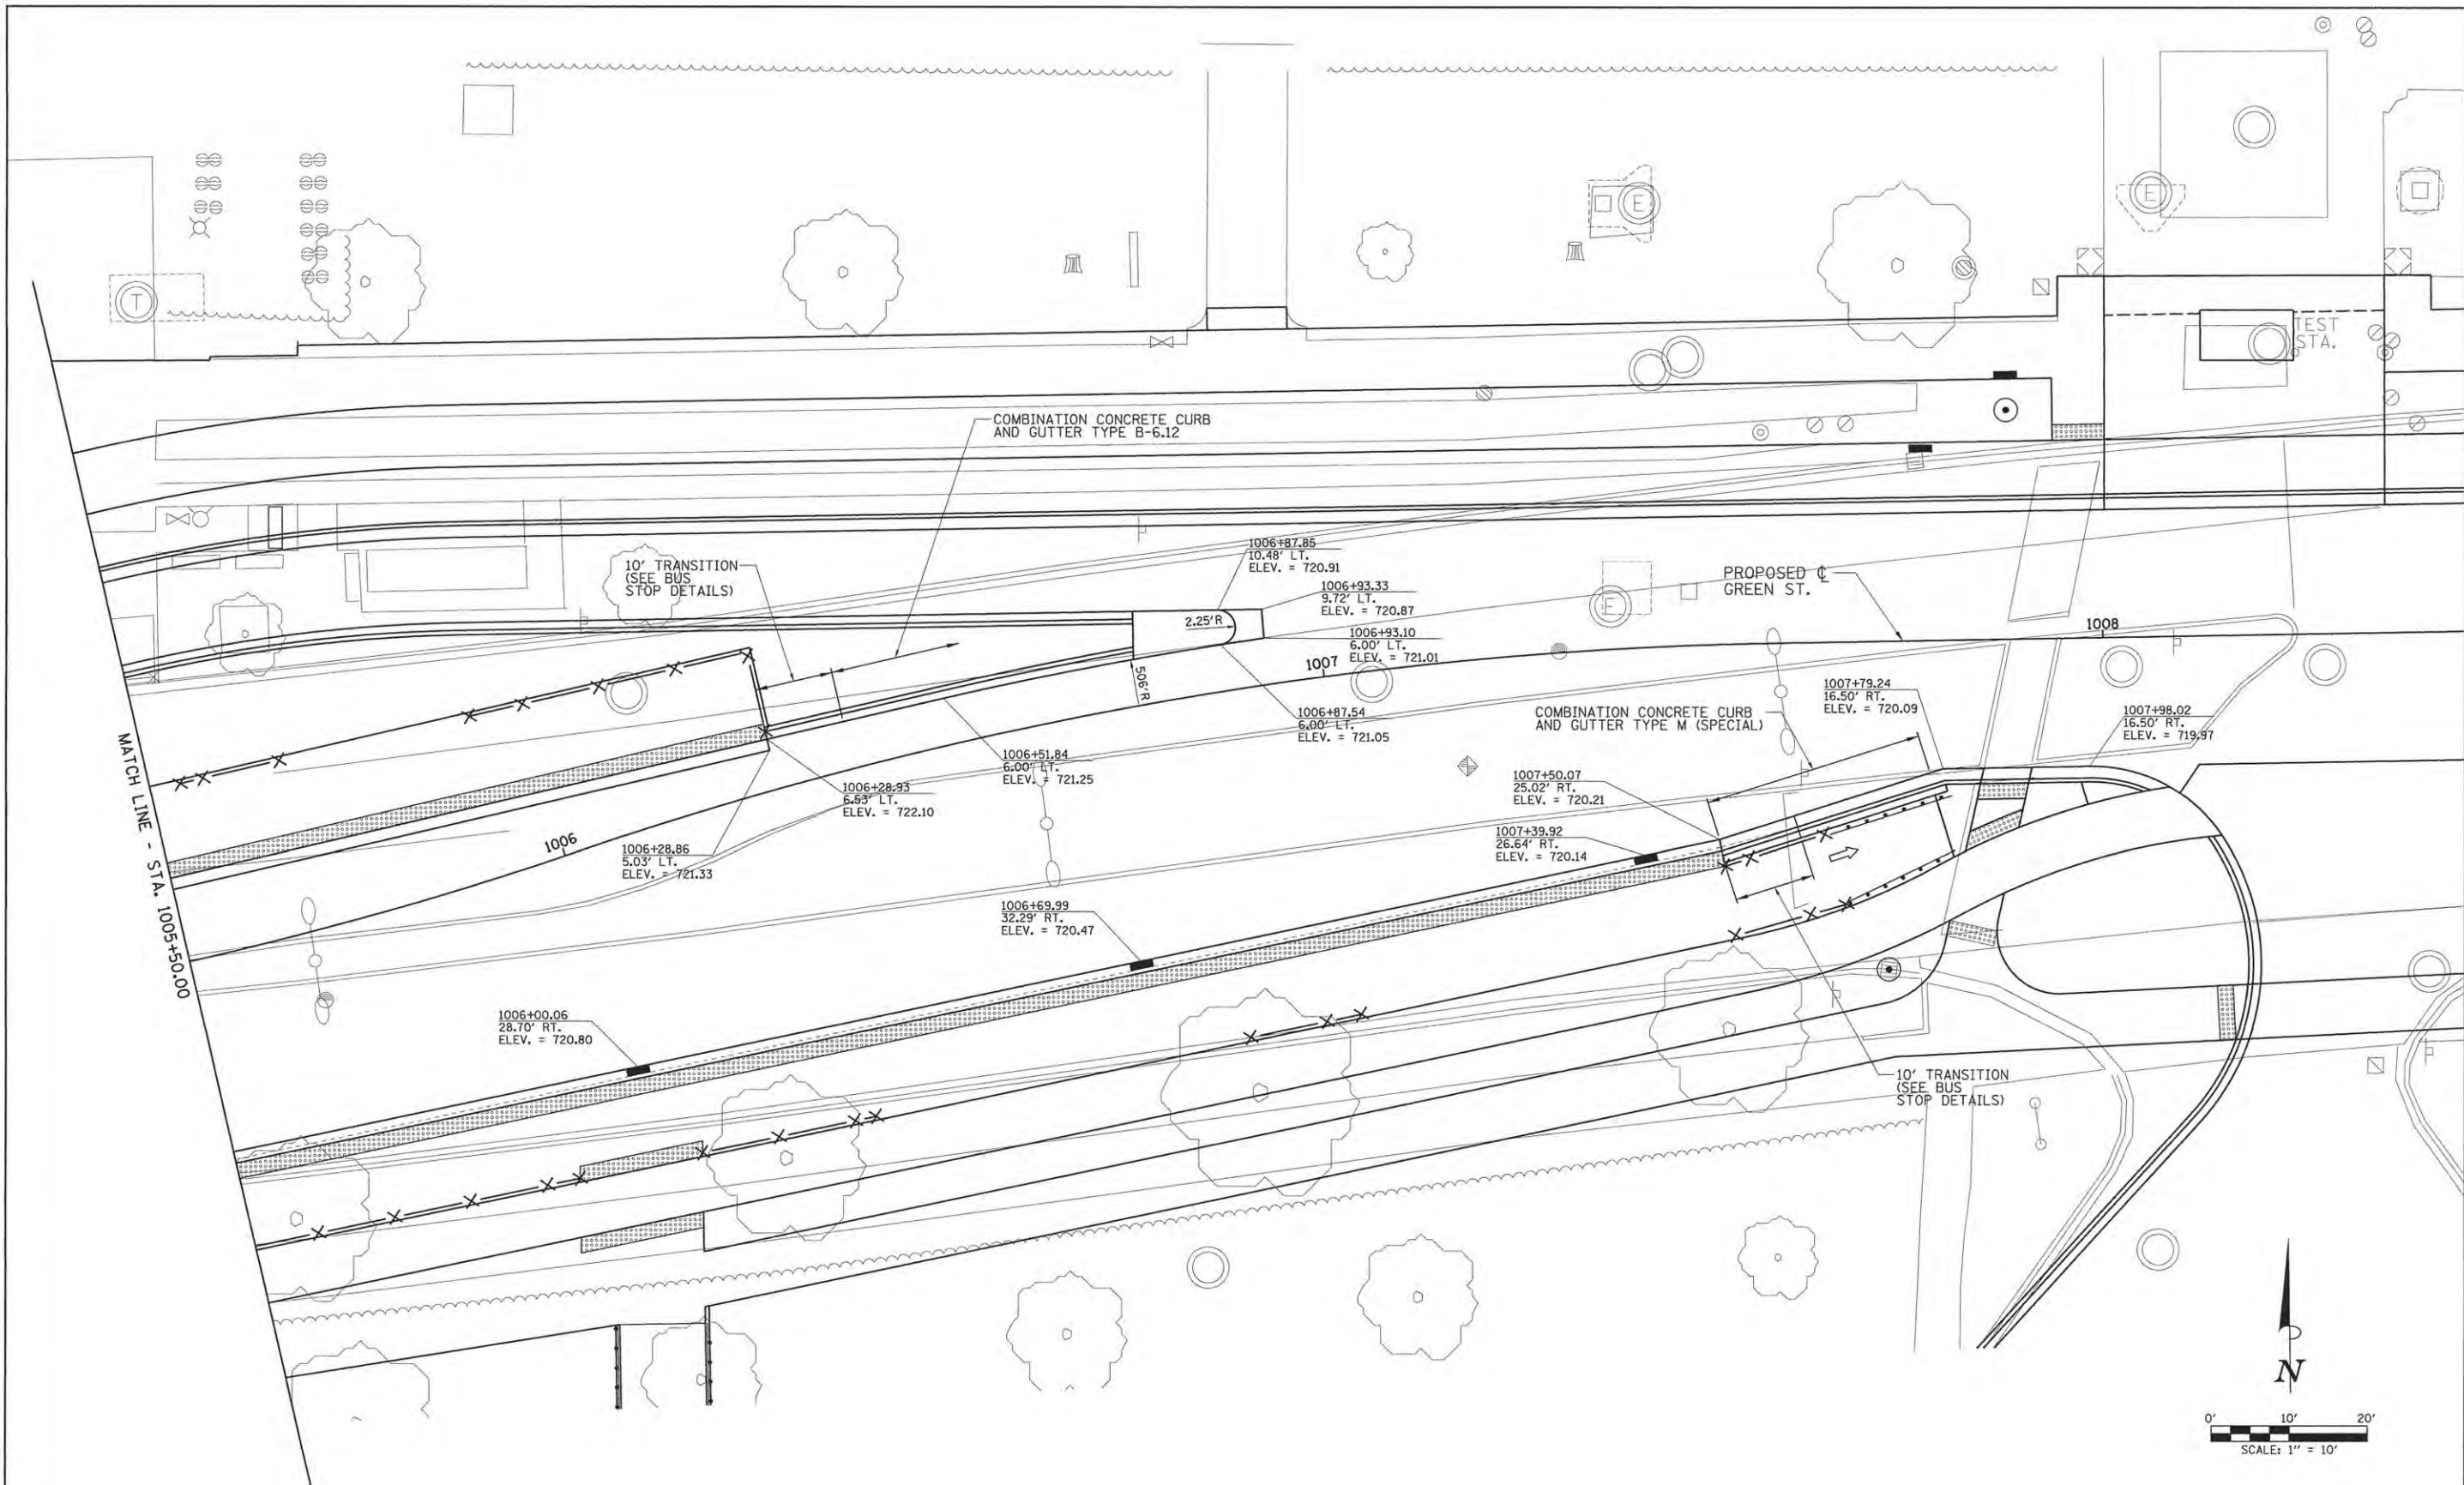 TEST
STA.
T
E
E
E
COMBINATION CONCRETE CURB
AND GUTTER TYPE B-6.12
10' TRANSITION
(SEE BUS
STOP DETAILS)
1006+87.85
10.48' LT.
ELEV. = 720.91
1006+93.33
9.72' LT.
ELEV. = 720.87
2.25'R
1006+93.10
6.00' LT.
ELEV. = 721.01
PROPOSED ℄
GREEN ST.
1008
1007
506'R
1007+79.24
16.50' RT.
ELEV. = 720.09
COMBINATION CONCRETE CURB
AND GUTTER TYPE M (SPECIAL)
1007+98.02
16.50' RT.
ELEV. = 719.97
1006+87.54
6.00' LT.
ELEV. = 721.05
1006+51.84
6.00' LT.
ELEV. = 721.25
1006+28.93
6.53' LT.
ELEV. = 722.10
1007+50.07
25.02' RT.
ELEV. = 720.21
1007+39.92
26.64' RT.
ELEV. = 720.14
1006
1006+28.86
5.03' LT.
ELEV. = 721.33
MATCH LINE - STA. 1005+50.00
1006+69.99
32.29' RT.
ELEV. = 720.47
1006+00.06
28.70' RT.
ELEV. = 720.80
10' TRANSITION
(SEE BUS
STOP DETAILS)
N
0' 10' 20'
SCALE: 1" = 10'